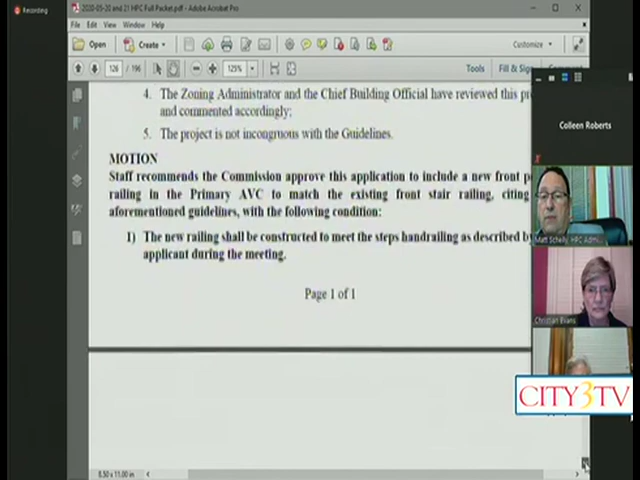 Recording
2020-05-20 and 21 HPC Full Packet.pdf - Adobe Acrobat Pro
File Edit View Window Help
Open Create Customize
126 / 196 125% Tools Fill & Sign
4. The Zoning Administrator and the Chief Building Official have reviewed this
and commented accordingly;
5. The project is not incongruous with the Guidelines.
MOTION
Staff recommends the Commission approve this application to include a new front
railing in the Primary AVC to match the existing front stair railing, citing
aforementioned guidelines, with the following condition:
1) The new railing shall be constructed to meet the steps handrailing as described by
applicant during the meeting.
Page 1 of 1
8.50 x 11.00 in
Colleen Roberts
Matt Schelly, HPC
Christian Evans
CITY3TV